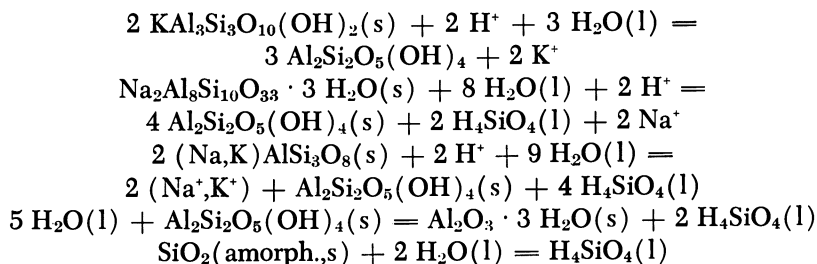 2 KAl₃Si₃O₁₀(OH)₂(s) + 2 H⁺ + 3 H₂O(l) =
3 Al₂Si₂O₅(OH)₄ + 2 K⁺
Na₂Al₈Si₁₀O₃₃ · 3 H₂O(s) + 8 H₂O(l) + 2 H⁺ =
4 Al₂Si₂O₅(OH)₄(s) + 2 H₄SiO₄(l) + 2 Na⁺
2 (Na,K)AlSi₃O₈(s) + 2 H⁺ + 9 H₂O(l) =
2 (Na⁺,K⁺) + Al₂Si₂O₅(OH)₄(s) + 4 H₄SiO₄(l)
5 H₂O(l) + Al₂Si₂O₅(OH)₄(s) = Al₂O₃ · 3 H₂O(s) + 2 H₄SiO₄(l)
SiO₂(amorph.,s) + 2 H₂O(l) = H₄SiO₄(l)